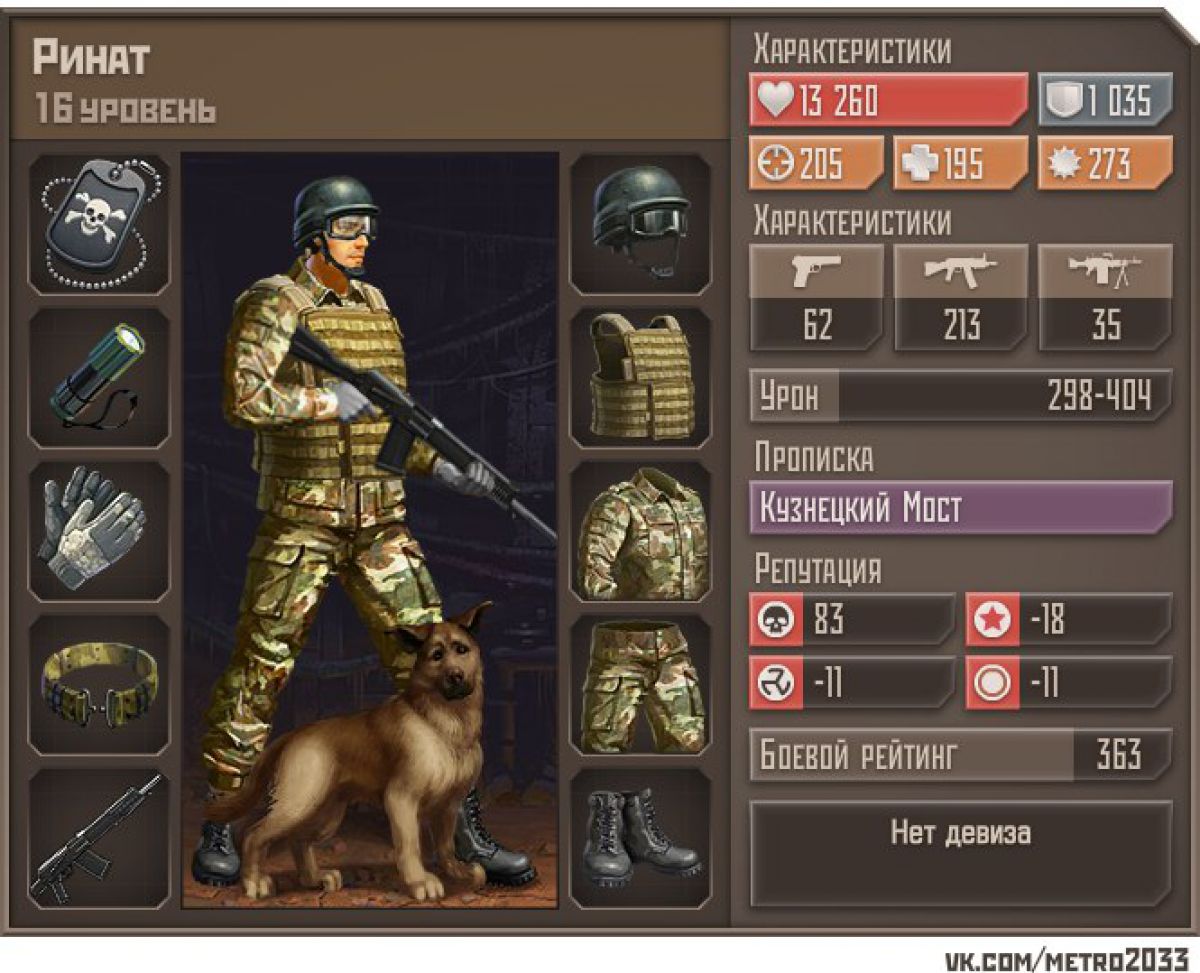 Ринат
16 уровень
Характеристики
13 260
1 035
205
195
273
Характеристики
62
213
35
Урон 298-404
Прописка
Кузнецкий Мост
Репутация
83
-18
-11
-11
Боевой рейтинг 363
Нет девиза
vk.com/metro2033